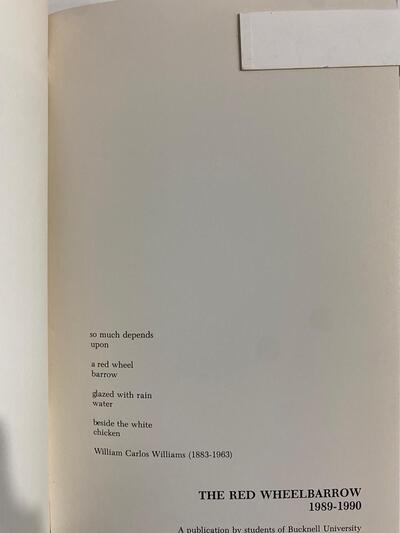 so much depends
upon
a red wheel
barrow
glazed with rain
water
beside the white
chicken
William Carlos Williams (1883-1963)
THE RED WHEELBARROW
1989-1990
A publication by students of Bucknell University